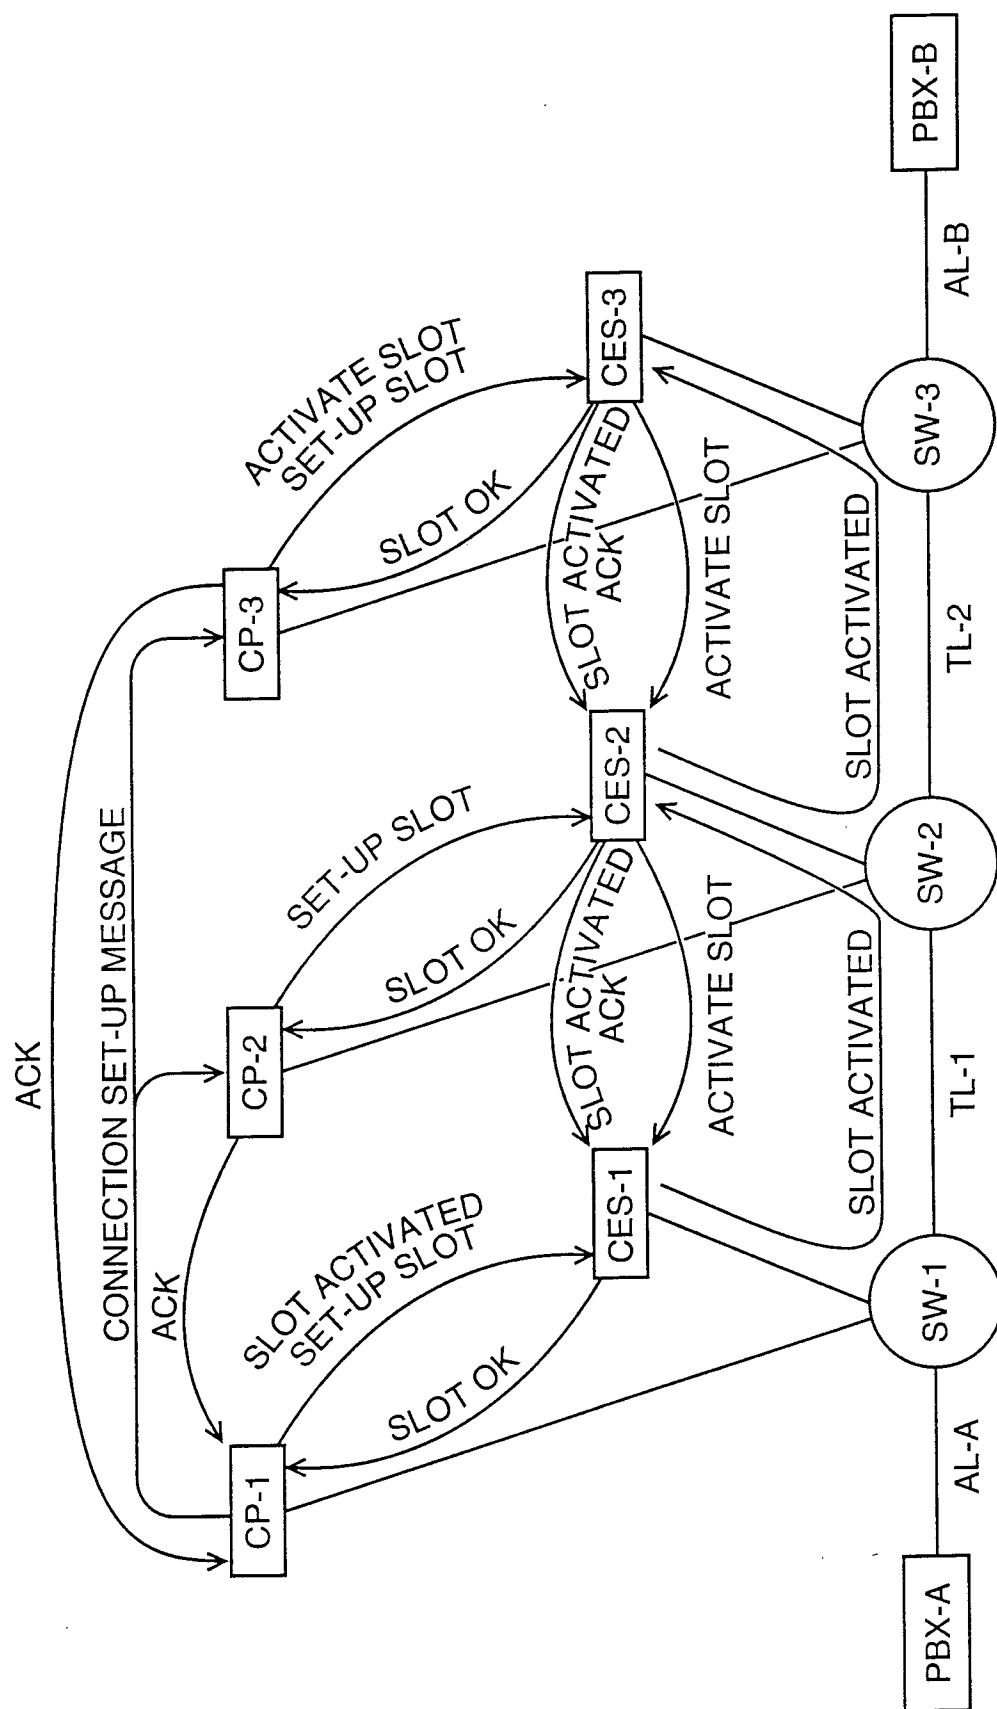 ACK
CONNECTION SET-UP MESSAGE
ACK
CP-1
CP-2
CP-3
SLOT ACTIVATED
SET-UP SLOT
SET-UP SLOT
ACTIVATE SLOT
SET-UP SLOT
SLOT OK
SLOT OK
SLOT OK
CES-1
SLOT ACTIVATED
ACK
CES-2
SLOT ACTIVATED
ACK
CES-3
ACTIVATE SLOT
ACTIVATE SLOT
SLOT ACTIVATED
SLOT ACTIVATED
PBX-A
AL-A
SW-1
TL-1
SW-2
TL-2
SW-3
AL-B
PBX-B